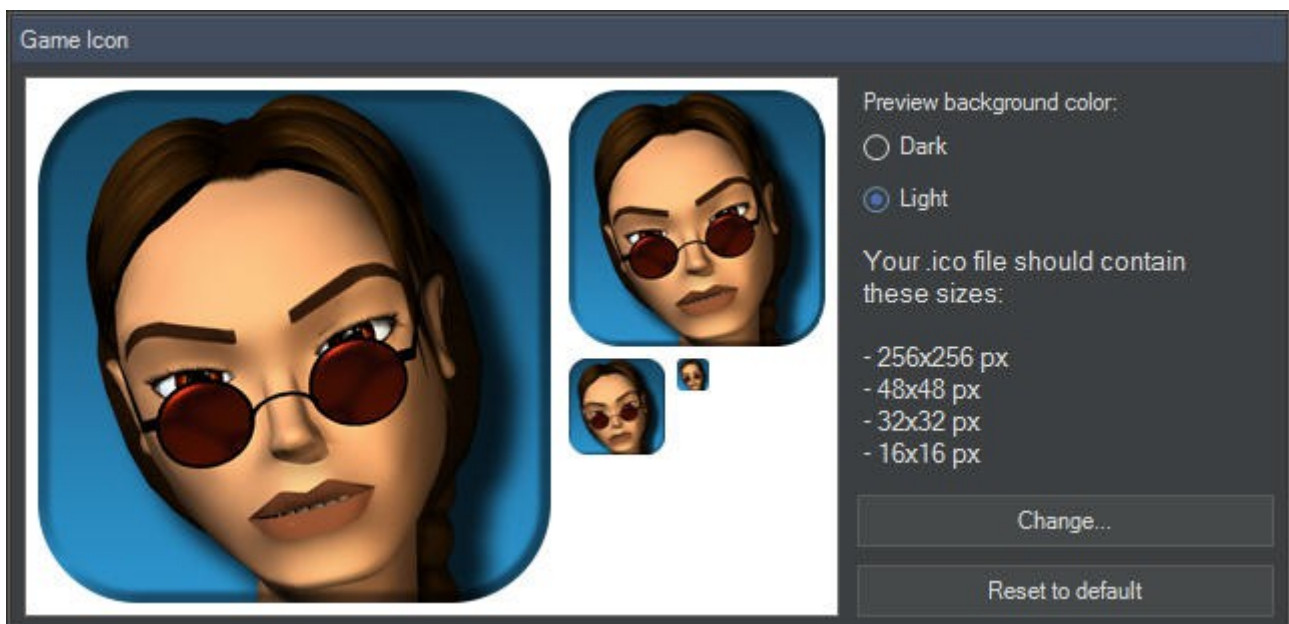 Game Icon
Preview background color:
Dark
Light
Your .ico file should contain
these sizes:
- 256x256 px
- 48x48 px
- 32x32 px
- 16x16 px
Change...
Reset to default